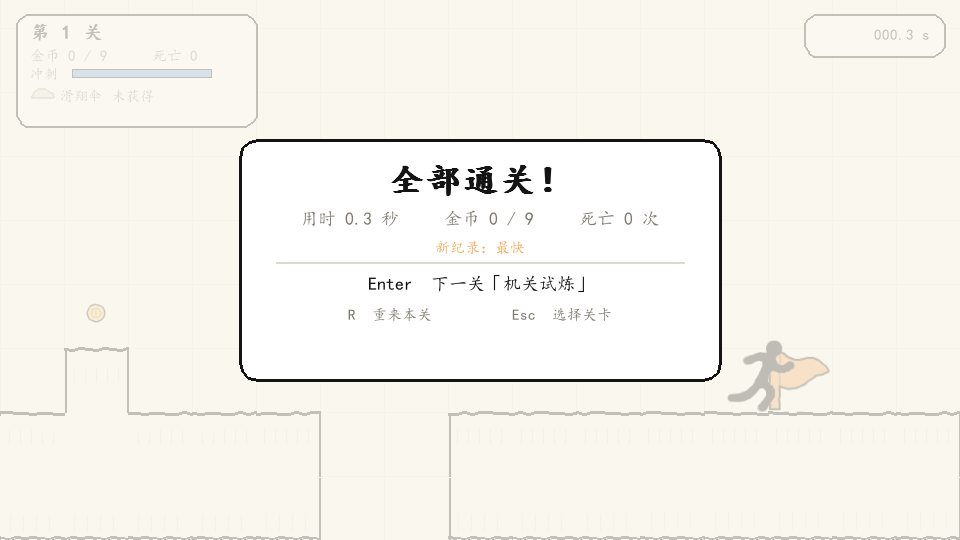 第 1 关
金币 0 / 9 死亡 0
冲刺
滑翔伞 未获得
000.3 s
全部通关!
用时 0.3 秒 金币 0 / 9 死亡 0 次
新纪录: 最快
Enter 下一关「机关试炼」
R 重来本关 Esc 选择关卡